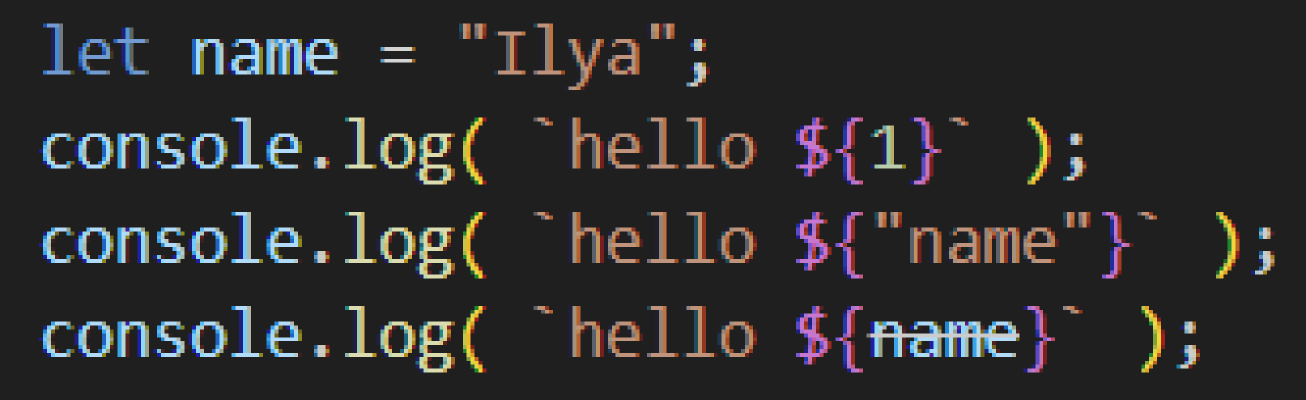 let name = "Ilya";
console.log( `hello ${1}` );
console.log( `hello ${"name"}` );
console.log( `hello ${name}` );